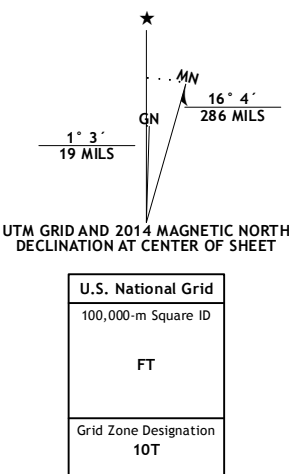 ★
MN
GN
16° 4´
286 MILS
1° 3´
19 MILS
UTM GRID AND 2014 MAGNETIC NORTH
DECLINATION AT CENTER OF SHEET
U.S. National Grid
100,000-m Square ID
FT
Grid Zone Designation
10T